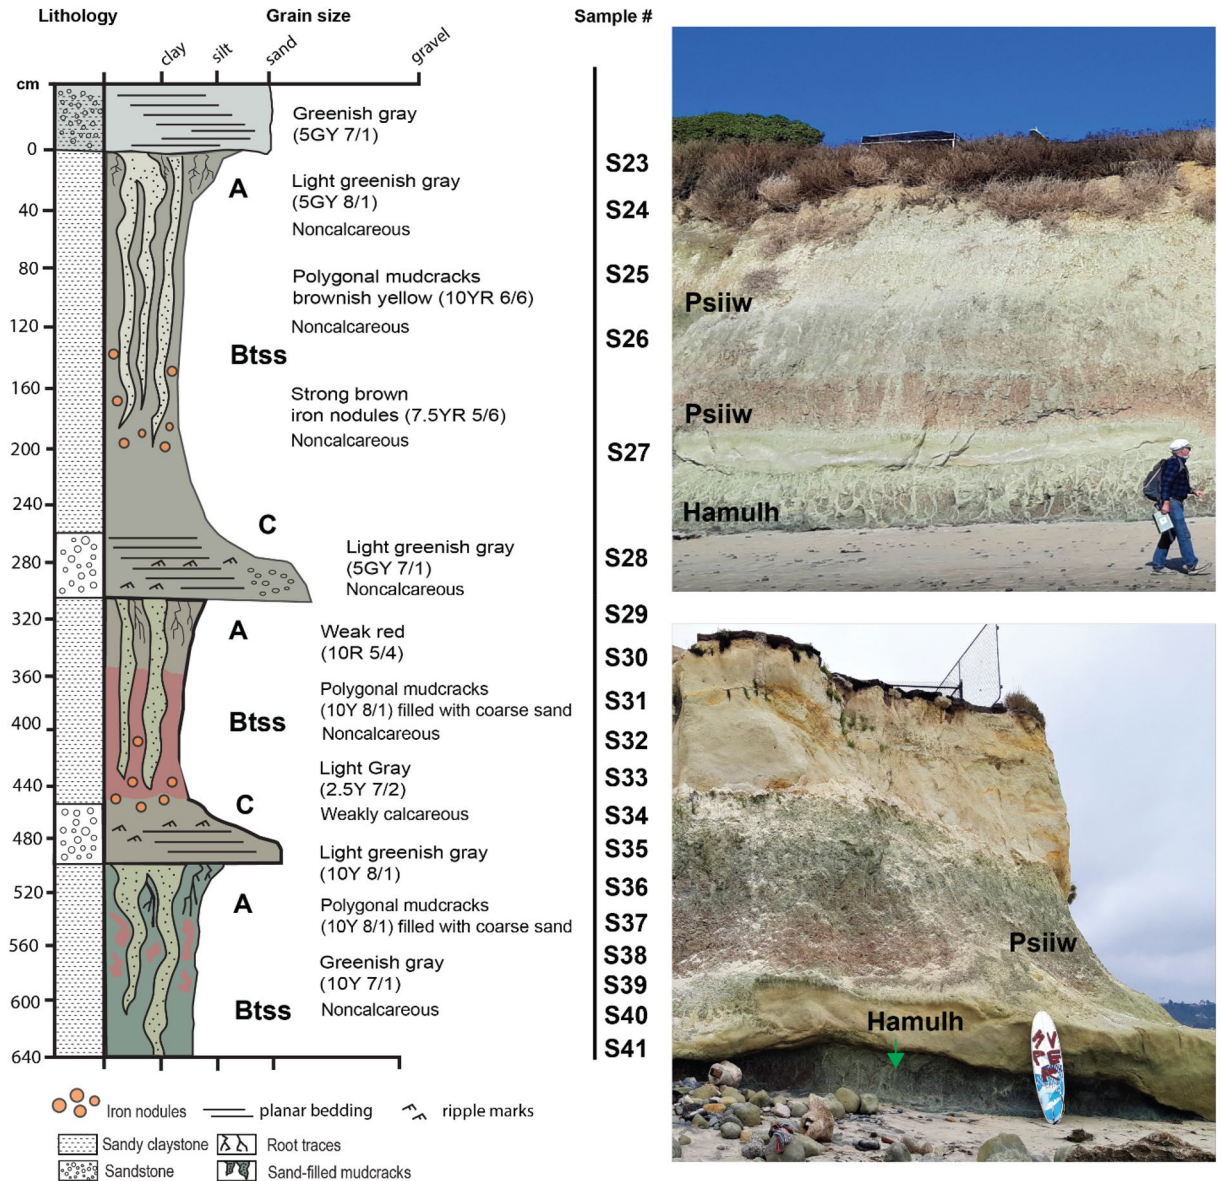 Lithology
Grain size
Sample #
clay
silt
sand
gravel
cm
0
40
80
120
160
200
240
280
320
360
400
440
480
520
560
600
640
Greenish gray
(5GY 7/1)
A
Light greenish gray
(5GY 8/1)
Noncalcareous
Polygonal mudcracks
brownish yellow (10YR 6/6)
Noncalcareous
Btss
Strong brown
iron nodules (7.5YR 5/6)
Noncalcareous
C
Light greenish gray
(5GY 7/1)
Noncalcareous
A
Weak red
(10R 5/4)
Polygonal mudcracks
(10Y 8/1) filled with coarse sand
Noncalcareous
Btss
Light Gray
(2.5Y 7/2)
Weakly calcareous
C
Light greenish gray
(10Y 8/1)
A
Polygonal mudcracks
(10Y 8/1) filled with coarse sand
Greenish gray
(10Y 7/1)
Noncalcareous
Btss
S23
S24
S25
S26
S27
S28
S29
S30
S31
S32
S33
S34
S35
S36
S37
S38
S39
S40
S41
Iron nodules
planar bedding
ripple marks
Sandy claystone
Root traces
Sandstone
Sand-filled mudcracks
Psiiw
Psiiw
Hamulh
Psiiw
Hamulh